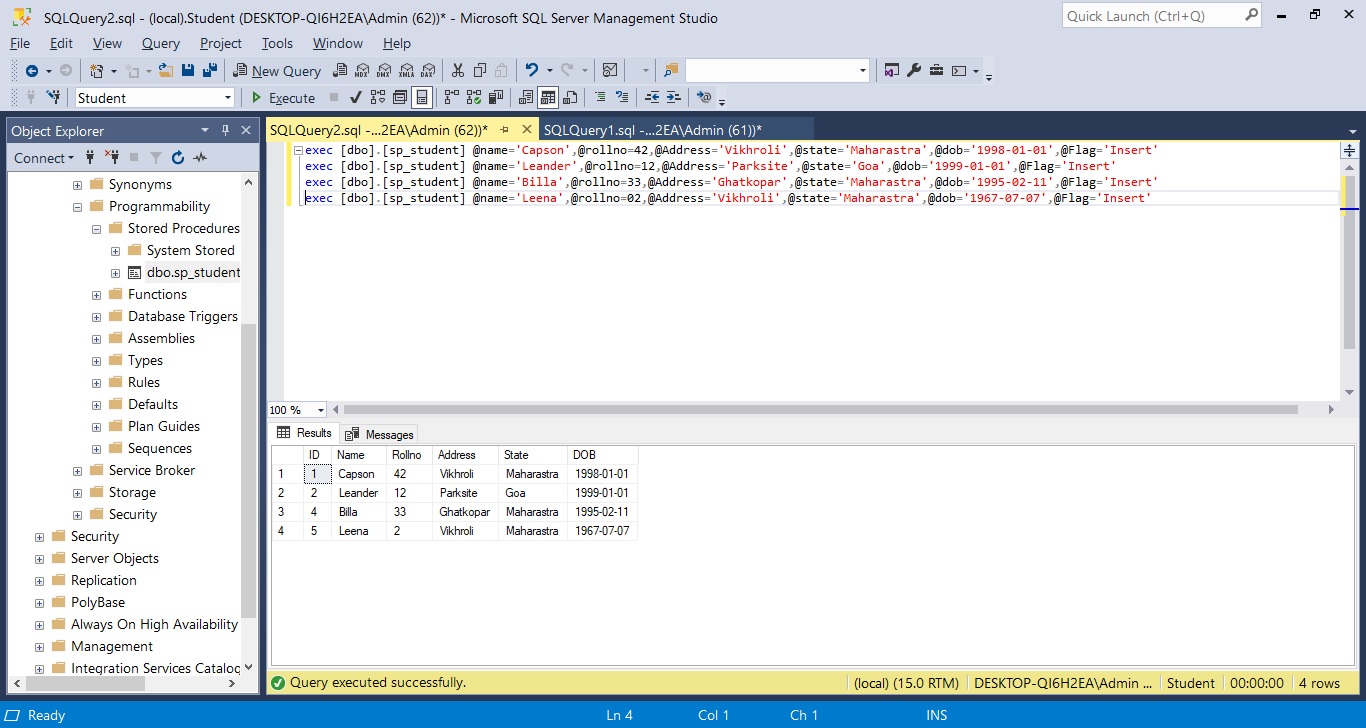 SQLQuery2.sql - (local).Student (DESKTOP-QI6H2EA\Admin (62))* - Microsoft SQL Server Management Studio
Quick Launch (Ctrl+Q)
File Edit View Query Project Tools Window Help
New Query MDX DMX XMLA DAX
Student Execute
Object Explorer
Connect
Synonyms
Programmability
Stored Procedures
System Stored
dbo.sp_student
Functions
Database Triggers
Assemblies
Types
Rules
Defaults
Plan Guides
Sequences
Service Broker
Storage
Security
Security
Server Objects
Replication
PolyBase
Always On High Availability
Management
Integration Services Catalog
SQLQuery2.sql -...2EA\Admin (62))* SQLQuery1.sql -...2EA\Admin (61))*
exec [dbo].[sp_student] @name='Capson',@rollno=42,@Address='Vikhroli',@state='Maharastra',@dob='1998-01-01',@Flag='Insert'
exec [dbo].[sp_student] @name='Leander',@rollno=12,@Address='Parksite',@state='Goa',@dob='1999-01-01',@Flag='Insert'
exec [dbo].[sp_student] @name='Billa',@rollno=33,@Address='Ghatkopar',@state='Maharastra',@dob='1995-02-11',@Flag='Insert'
exec [dbo].[sp_student] @name='Leena',@rollno=02,@Address='Vikhroli',@state='Maharastra',@dob='1967-07-07',@Flag='Insert'
100 %
Results Messages
ID Name Rollno Address State DOB
1 1 Capson 42 Vikhroli Maharastra 1998-01-01
2 2 Leander 12 Parksite Goa 1999-01-01
3 4 Billa 33 Ghatkopar Maharastra 1995-02-11
4 5 Leena 2 Vikhroli Maharastra 1967-07-07
Query executed successfully. (local) (15.0 RTM) DESKTOP-QI6H2EA\Admin ... Student 00:00:00 4 rows
Ready Ln 4 Col 1 Ch 1 INS